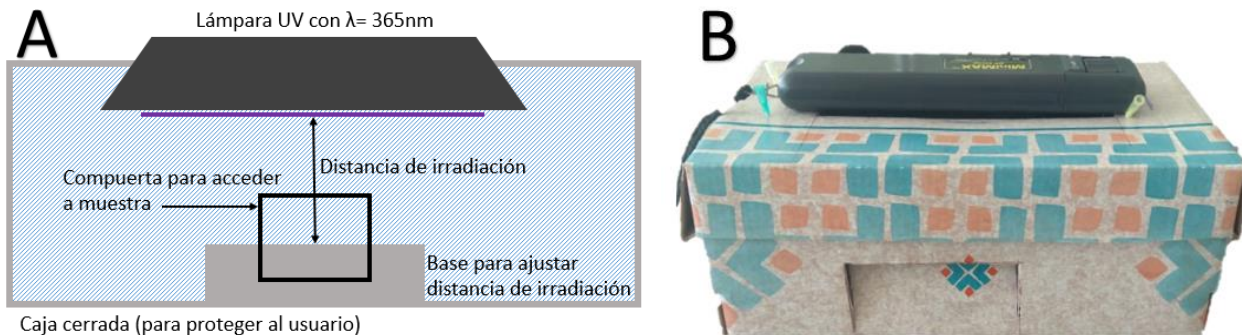 A
Lámpara UV con λ= 365nm
Distancia de irradiación
Compuerta para acceder
a muestra
Base para ajustar
distancia de irradiación
Caja cerrada (para proteger al usuario)
B
MiniMAX